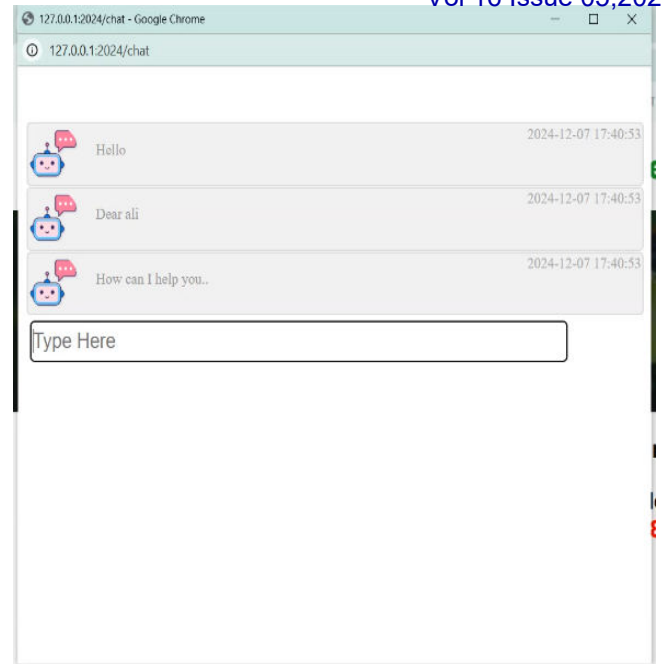 127.0.0.1:2024/chat - Google Chrome
127.0.0.1:2024/chat
2024-12-07 17:40:53
Hello
2024-12-07 17:40:53
Dear ali
2024-12-07 17:40:53
How can I help you..
Type Here